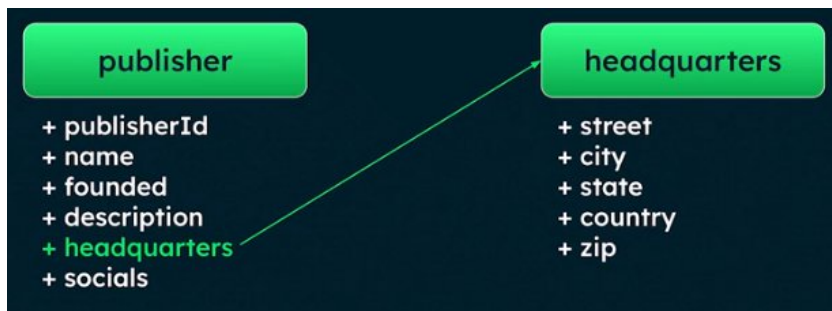 publisher
+ publisherId
+ name
+ founded
+ description
+ headquarters
+ socials
headquarters
+ street
+ city
+ state
+ country
+ zip